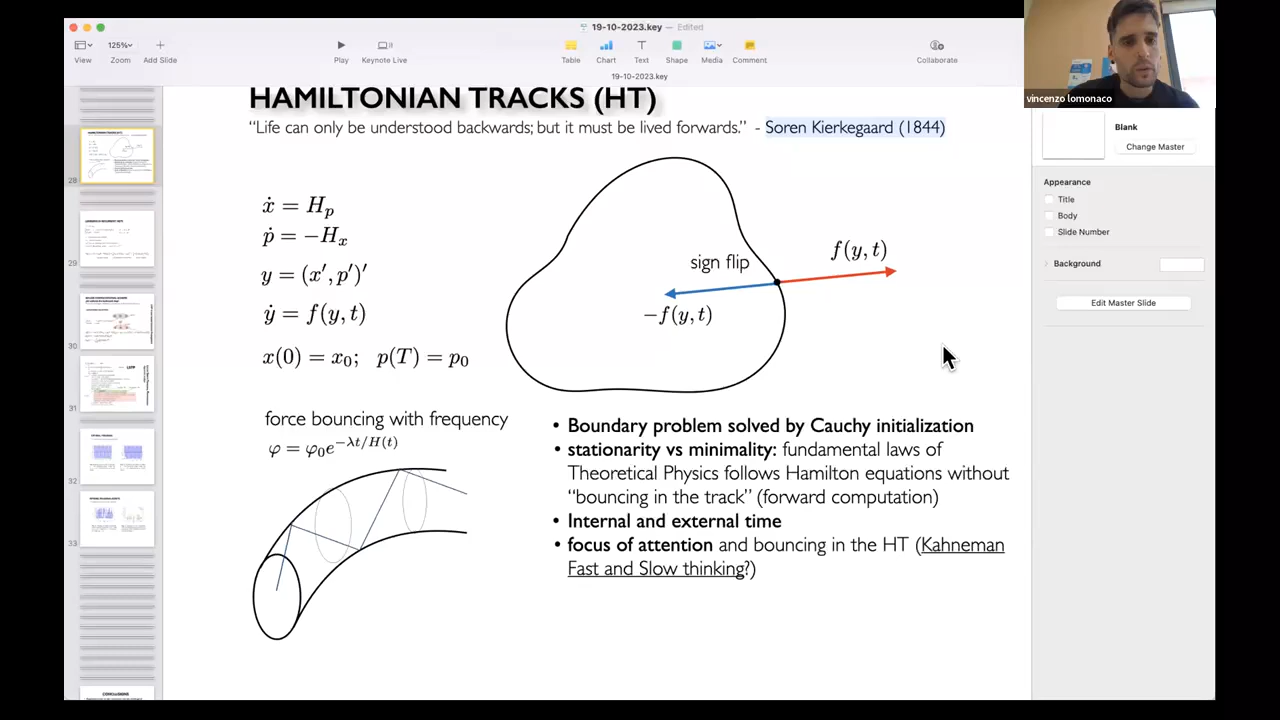 19-10-2023.key — Edited
125%
View
Zoom
Add Slide
Play
Keynote Live
Table
Chart
Text
Shape
Media
Comment
Collaborate
19-10-2023.key
vincenzo lomonaco
HAMILTONIAN TRACKS (HT)
“Life can only be understood backwards; but it must be lived forwards.” - Soren Kierkegaard (1844)
ẋ = H_p
ṗ = −H_x
y = (x′, p′)′
ẏ = f(y, t)
x(0) = x₀; p(T) = p₀
sign flip
f(y, t)
−f(y, t)
force bouncing with frequency
φ = φ₀e^{−λt/H(t)}
• Boundary problem solved by Cauchy initialization
• stationarity vs minimality: fundamental laws of
Theoretical Physics follows Hamilton equations without
“bouncing in the track” (forward computation)
• Internal and external time
• focus of attention and bouncing in the HT (Kahneman
Fast and Slow thinking?)
28
29
30
31
32
33
HAMILTONIAN TRACKS (HT)
CONCLUSIONS
Blank
Change Master
Appearance
Title
Body
Slide Number
Background
Edit Master Slide